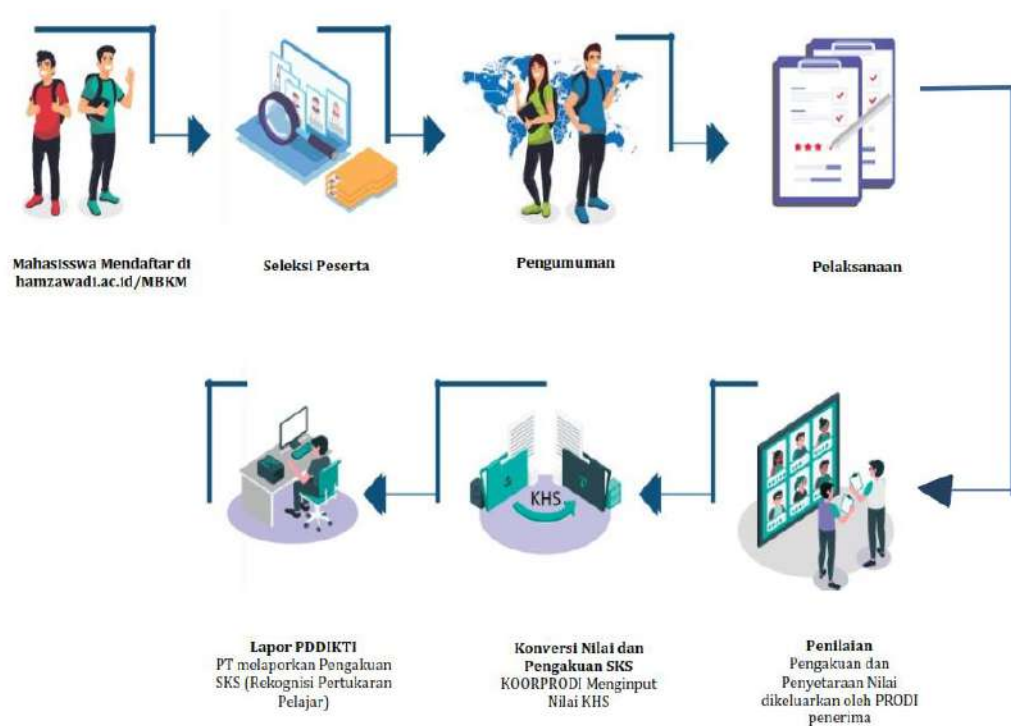 Mahasisswa Mendaftar di
hamzawadi.ac.id/MBKM
Seleksi Peserta
Pengumuman
Pelaksanaan
Lapor PDDIKTI
PT melaporkan Pengakuan
SKS (Rekognisi Pertukaran
Pelajar)
KHS
Konversi Nilai dan
Pengakuan SKS
KOORPRODI Menginput
Nilai KHS
Penilaian
Pengakuan dan
Penyetaraan Nilai
dikeluarkan oleh PRODI
penerima